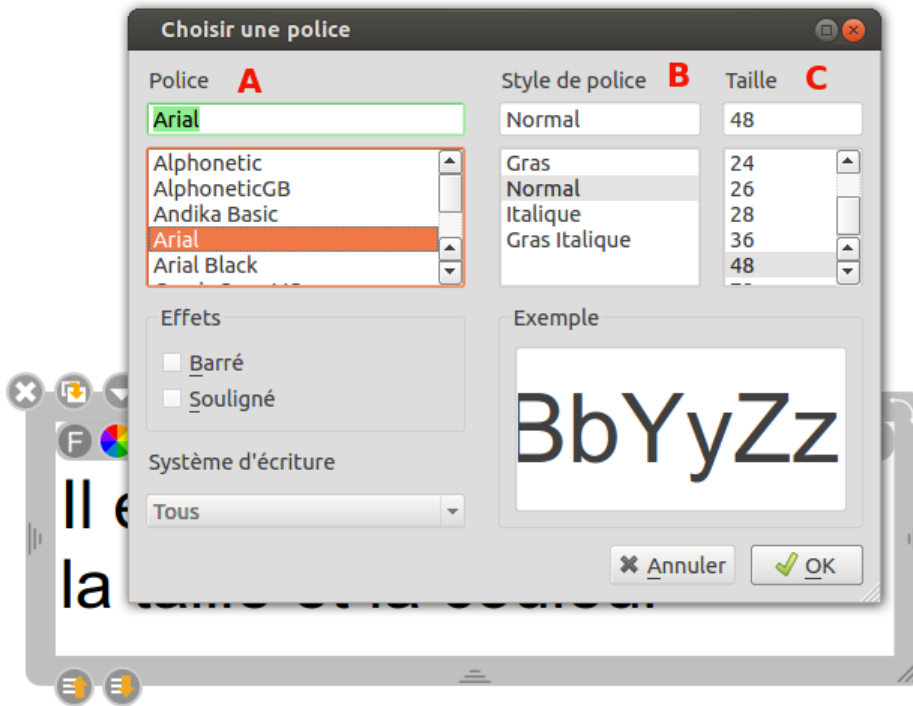 Choisir une police
Police A
Style de police B
Taille C
Arial
Normal
48
Alphonetic
AlphoneticGB
Andika Basic
Arial
Arial Black
Gras
Normal
Italique
Gras Italique
24
26
28
36
48
Effets
Barré
Souligné
Système d'écriture
Tous
Exemple
BbYyZz
Annuler
OK
F
Il
la